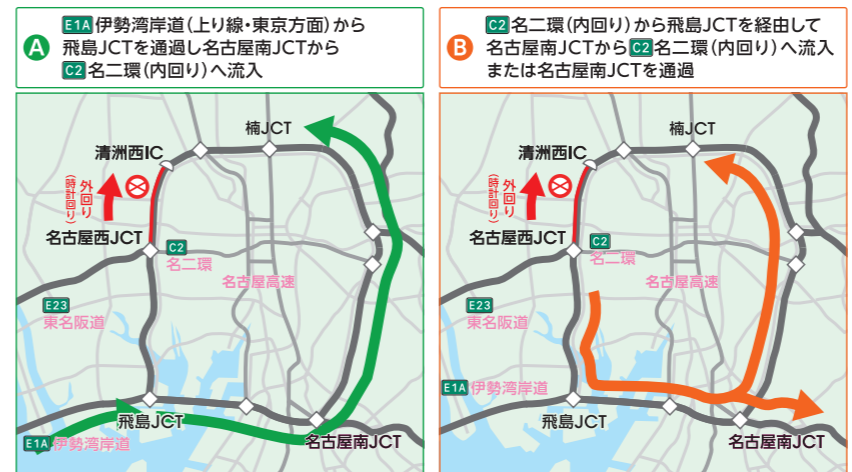 A
E1A 伊勢湾岸道(上り線・東京方面)から
飛島JCTを通過し名古屋南JCTから
C2 名二環(内回り)へ流入
楠JCT
清洲西IC
外回り
(時計回り)
名古屋西JCT
C2
名二環
名古屋高速
E23
東名阪道
飛島JCT
E1A 伊勢湾岸道
名古屋南JCT
B
C2 名二環(内回り)から飛島JCTを経由して
名古屋南JCTから C2 名二環(内回り)へ流入
または名古屋南JCTを通過
楠JCT
清洲西IC
外回り
(時計回り)
名古屋西JCT
C2
名二環
名古屋高速
E23
東名阪道
E1A 伊勢湾岸道
飛島JCT
名古屋南JCT